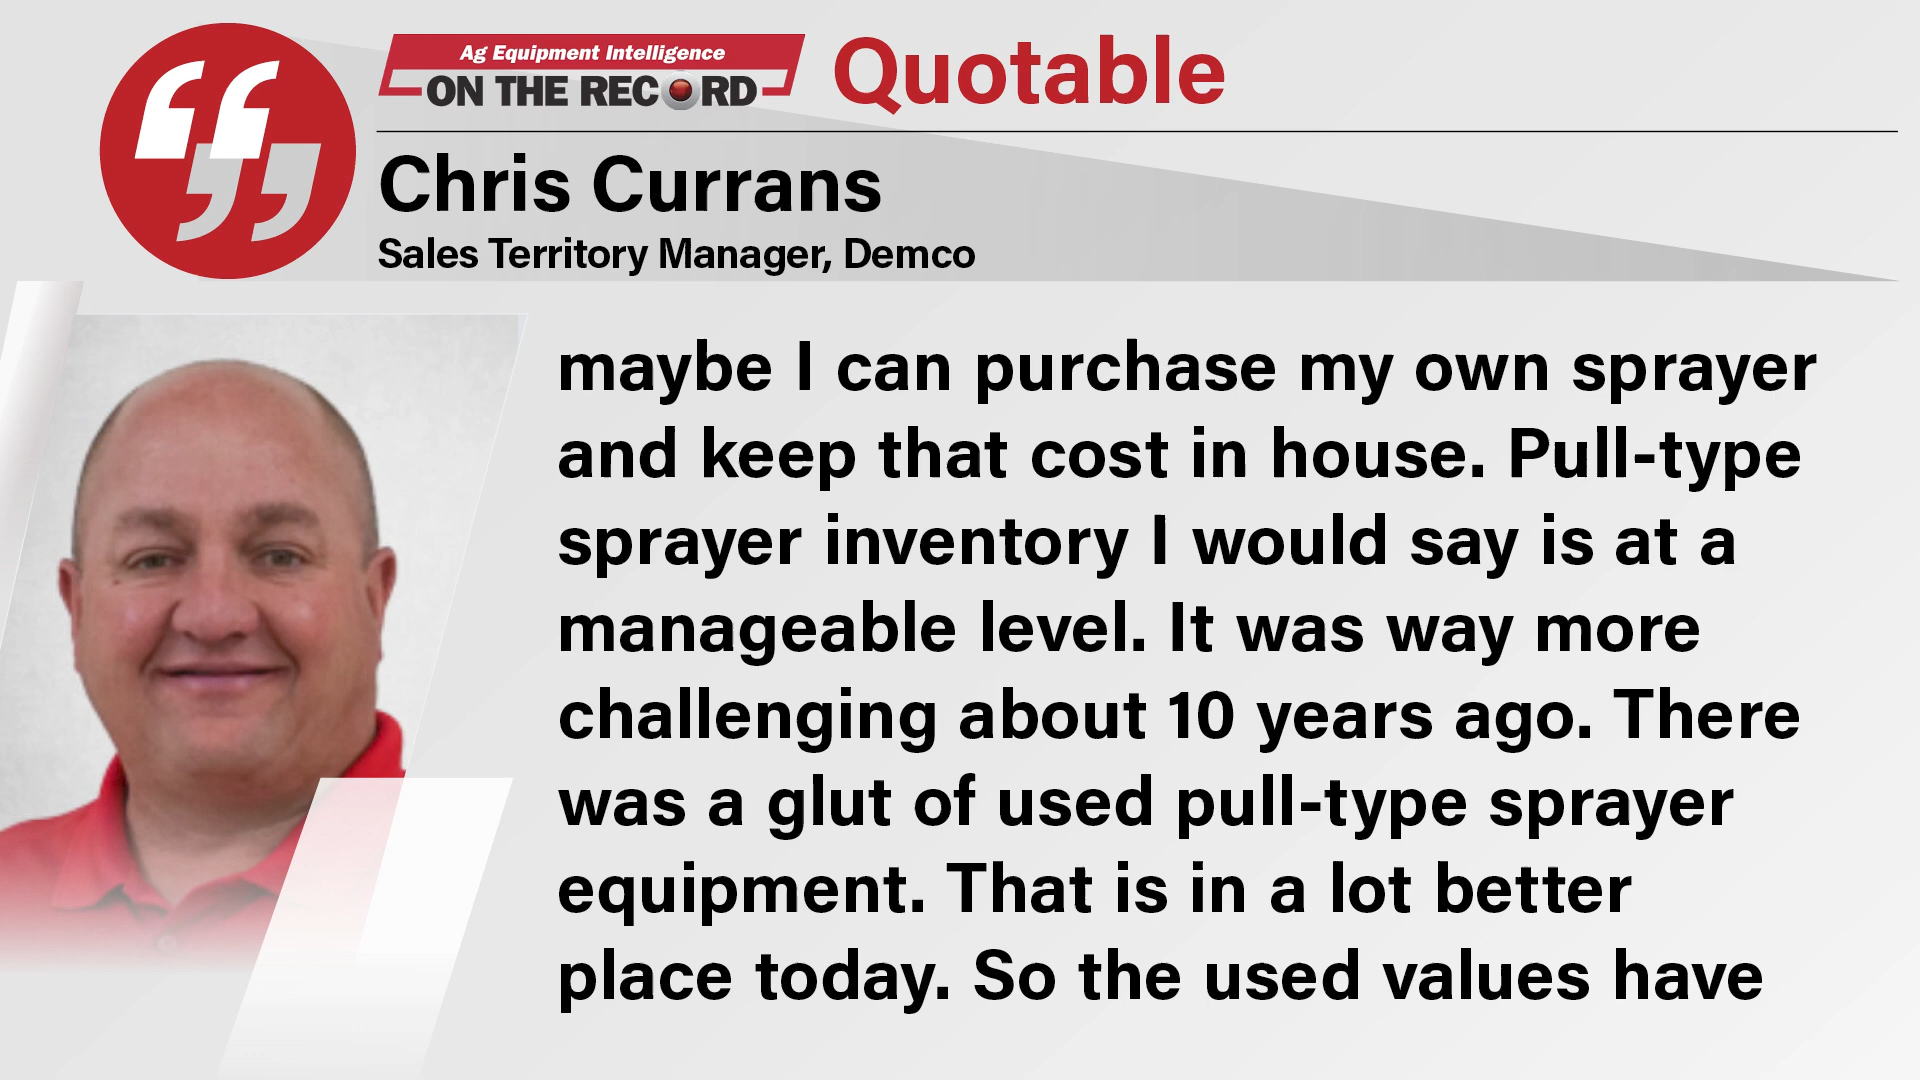 Ag Equipment Intelligence
ON THE RECORD
Quotable
Chris Currans
Sales Territory Manager, Demco
maybe I can purchase my own sprayer
and keep that cost in house. Pull-type
sprayer inventory I would say is at a
manageable level. It was way more
challenging about 10 years ago. There
was a glut of used pull-type sprayer
equipment. That is in a lot better
place today. So the used values have